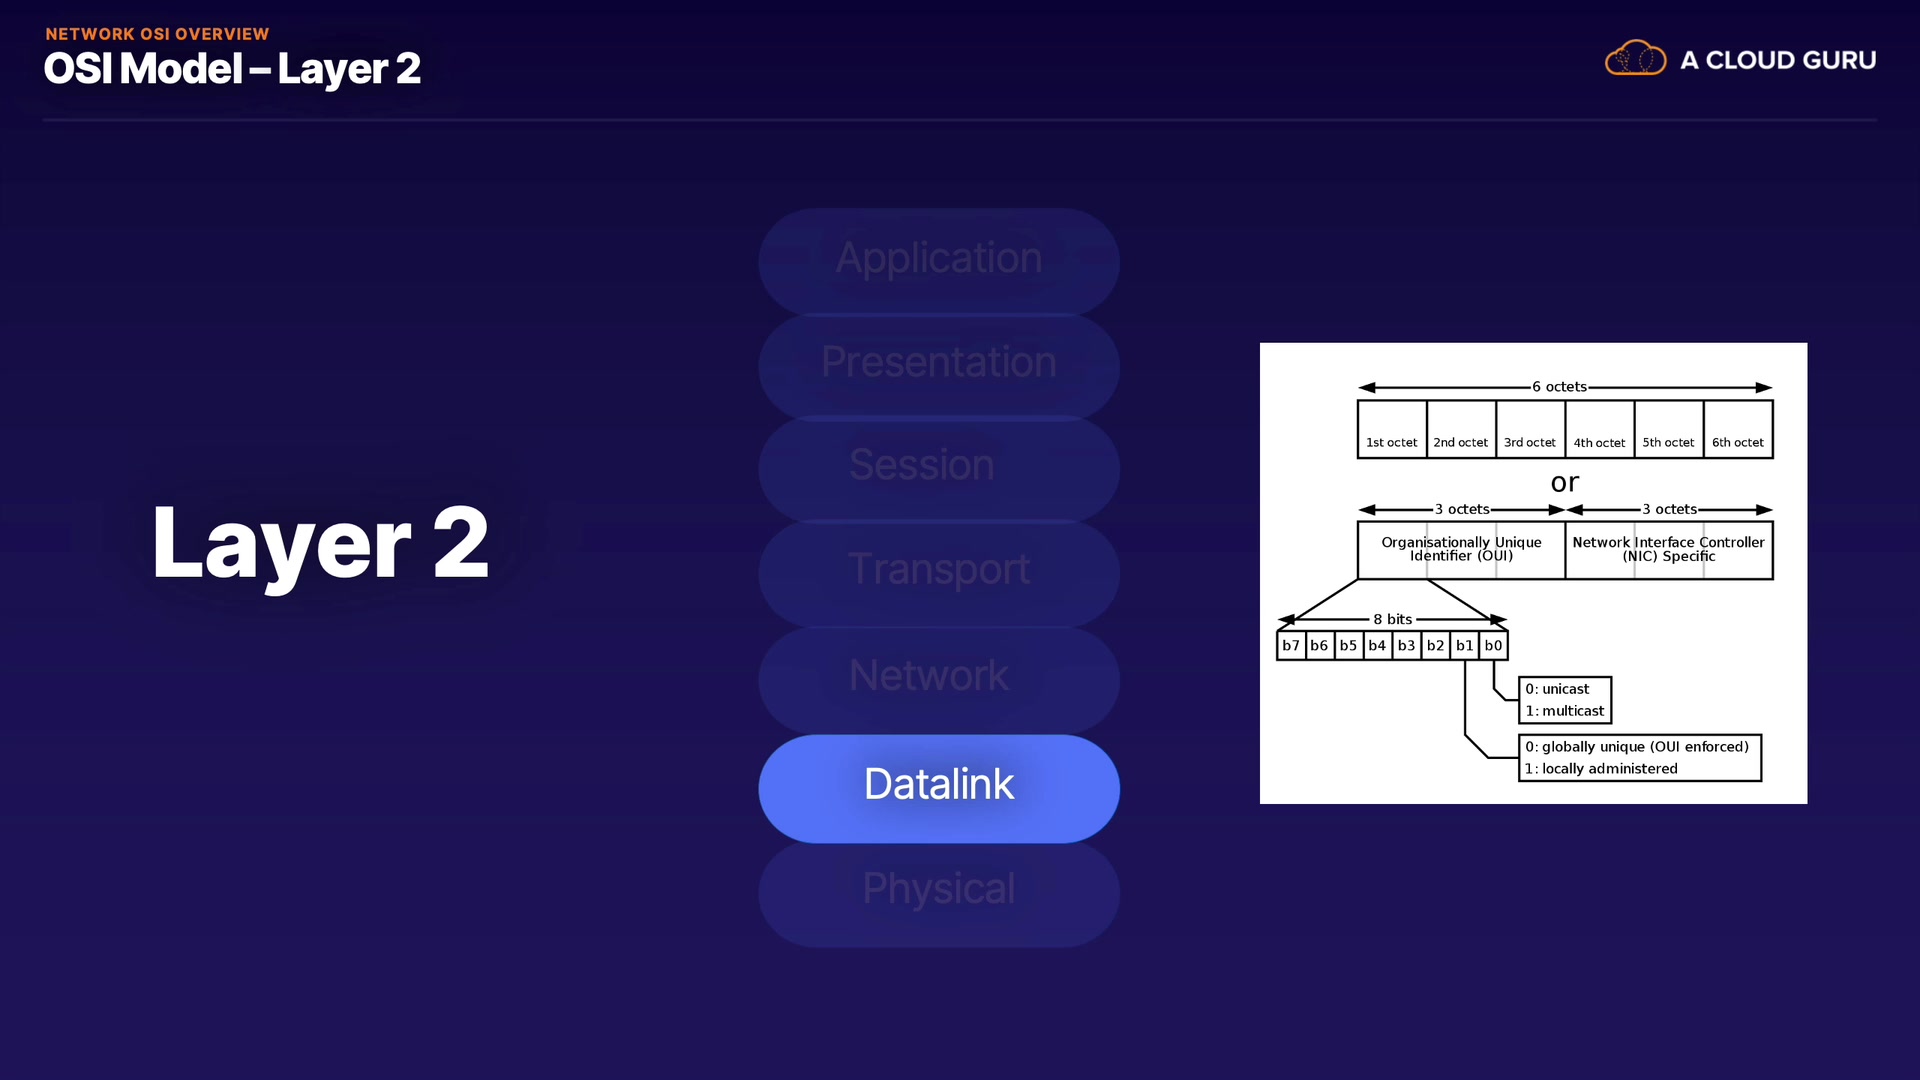 NETWORK OSI OVERVIEW
OSI Model – Layer 2
A CLOUD GURU
Layer 2
Application
Presentation
Session
Transport
Network
Datalink
Physical
6 octets
1st octet 2nd octet 3rd octet 4th octet 5th octet 6th octet
or
3 octets 3 octets
Organisationally Unique
Identifier (OUI)
Network Interface Controller
(NIC) Specific
8 bits
b7 b6 b5 b4 b3 b2 b1 b0
0: unicast
1: multicast
0: globally unique (OUI enforced)
1: locally administered